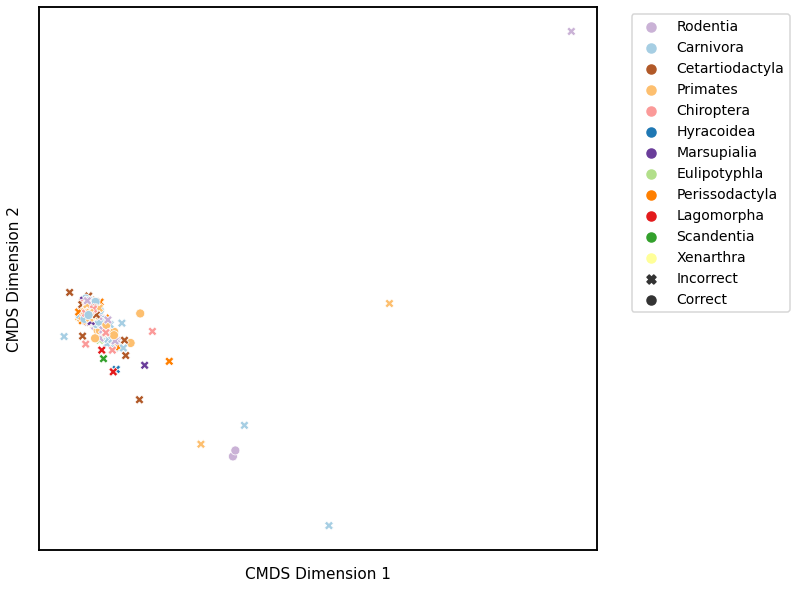 CMDS Dimension 2
CMDS Dimension 1
Rodentia
Carnivora
Cetartiodactyla
Primates
Chiroptera
Hyracoidea
Marsupialia
Eulipotyphla
Perissodactyla
Lagomorpha
Scandentia
Xenarthra
Incorrect
Correct